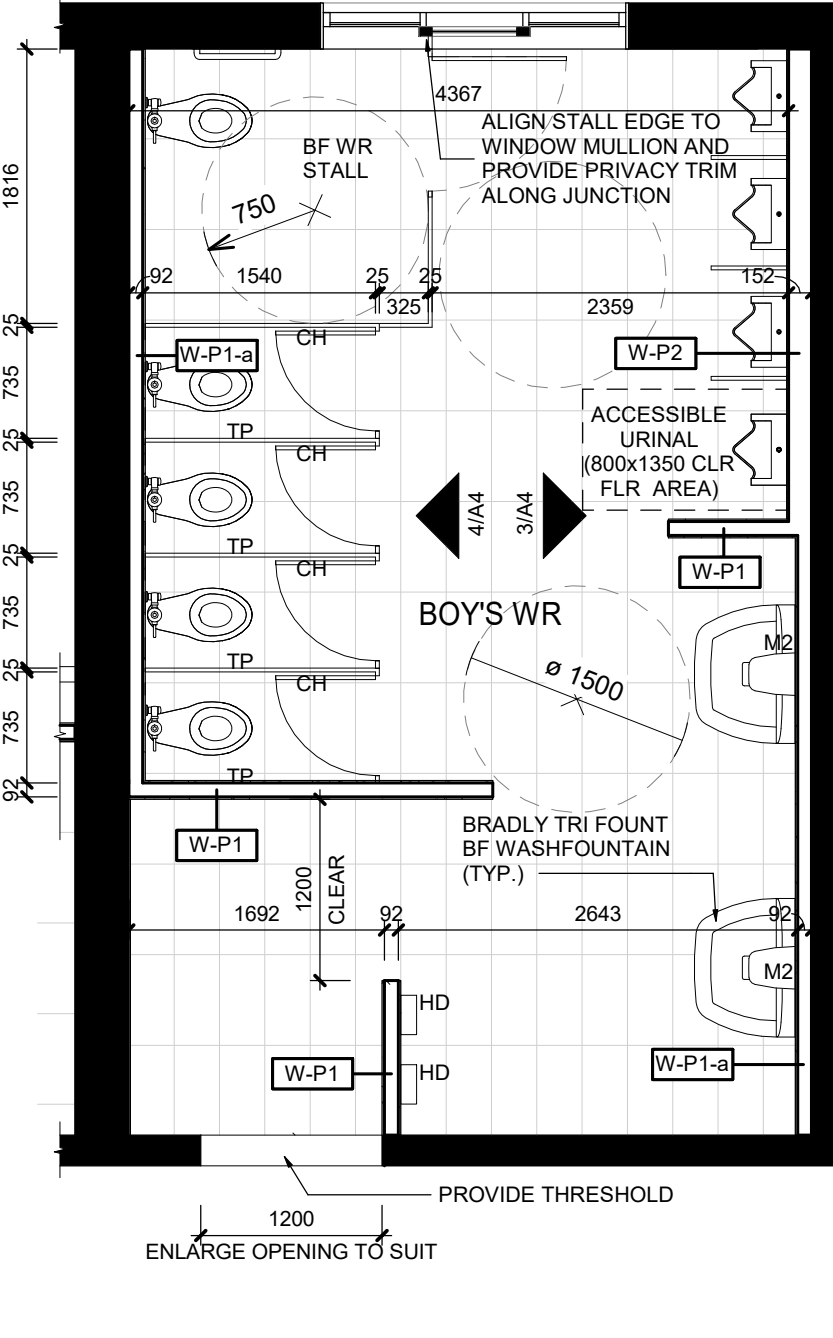 4367
ALIGN STALL EDGE TO
WINDOW MULLION AND
PROVIDE PRIVACY TRIM
ALONG JUNCTION
BF WR
STALL
750
1816
92
1540
25
325
25
2359
152
25
735
25
735
25
735
25
735
92
W-P1-a
CH
TP
CH
TP
CH
TP
CH
TP
W-P2
ACCESSIBLE
URINAL
(800x1350 CLR
FLR AREA)
4/A4
3/A4
W-P1
BOY'S WR
M2
ø 1500
W-P1
BRADLY TRI FOUNT
BF WASHFOUNTAIN
(TYP.)
1200
CLEAR
1692
92
2643
92
M2
HD
HD
W-P1
W-P1-a
PROVIDE THRESHOLD
1200
ENLARGE OPENING TO SUIT